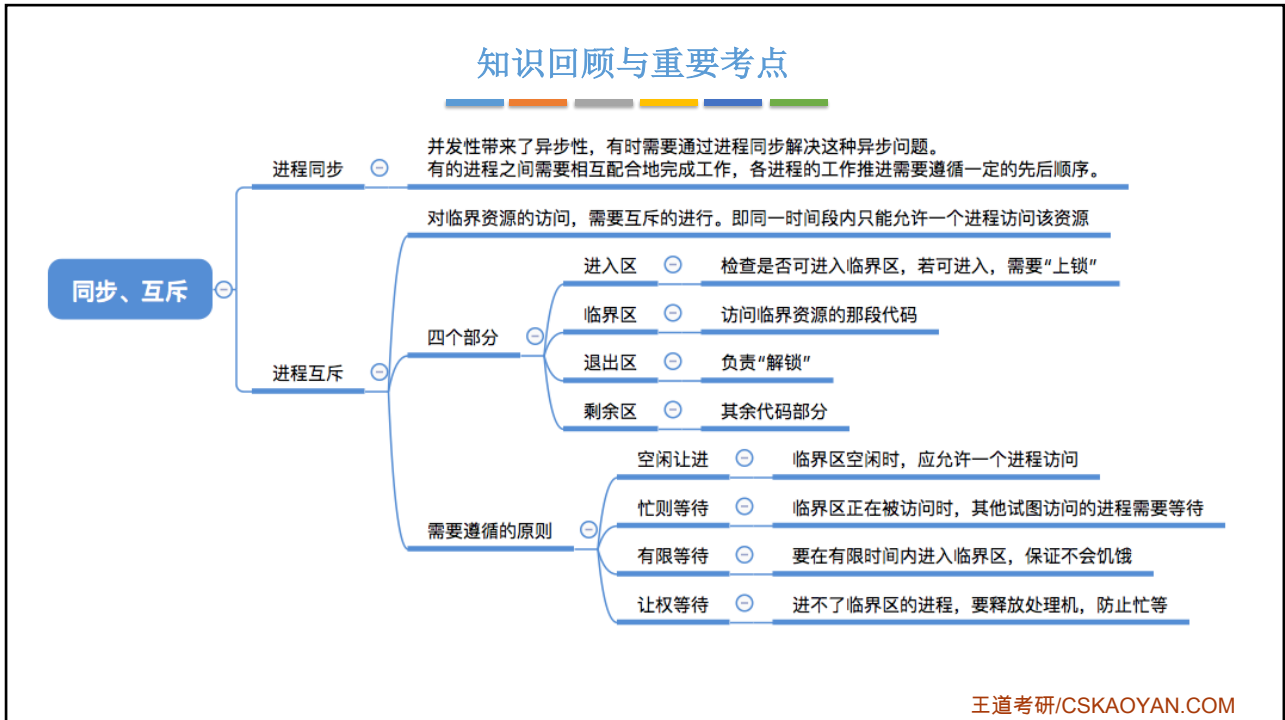 知识回顾与重要考点
并发性带来了异步性，有时需要通过进程同步解决这种异步问题。
进程同步
有的进程之间需要相互配合地完成工作，各进程的工作推进需要遵循一定的先后顺序。
对临界资源的访问，需要互斥的进行。即同一时间段内只能允许一个进程访问该资源
同步、互斥
进程互斥
四个部分
进入区 检查是否可进入临界区，若可进入，需要“上锁”
临界区 访问临界资源的那段代码
退出区 负责“解锁”
剩余区 其余代码部分
需要遵循的原则
空闲让进 临界区空闲时，应允许一个进程访问
忙则等待 临界区正在被访问时，其他试图访问的进程需要等待
有限等待 要在有限时间内进入临界区，保证不会饥饿
让权等待 进不了临界区的进程，要释放处理机，防止忙等
王道考研/CSKAOYAN.COM